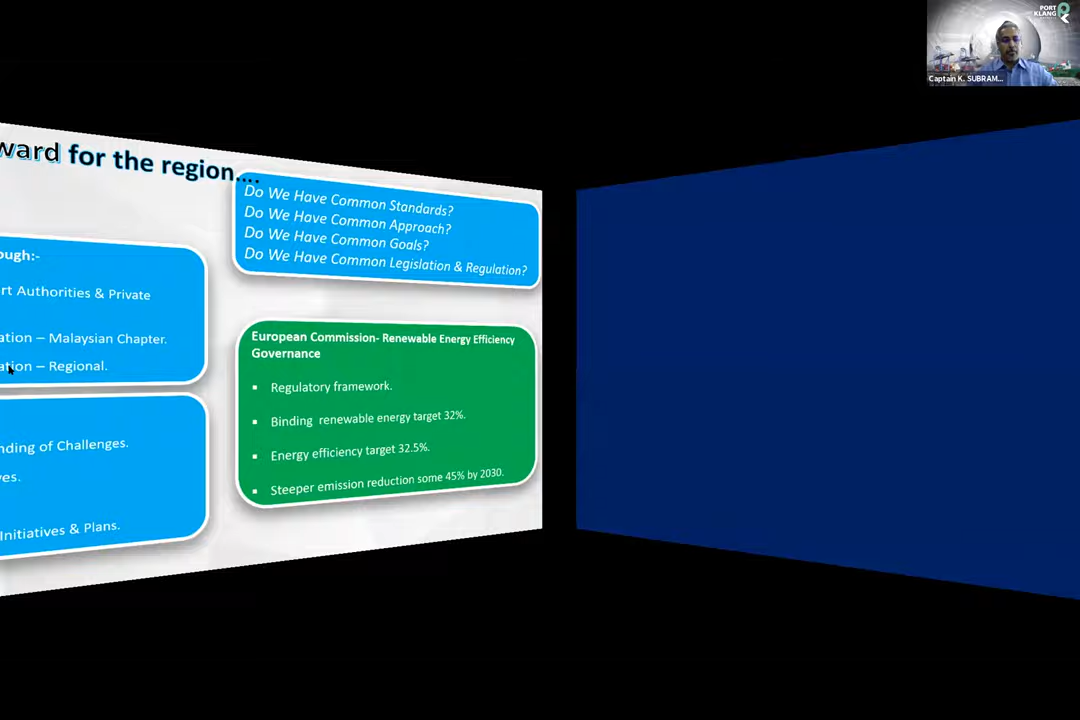 PORT
KLANG
Captain K. SUBRAM...
ward for the region....
Do We Have Common Standards?
Do We Have Common Approach?
Do We Have Common Goals?
Do We Have Common Legislation & Regulation?
ough:-
rt Authorities & Private
ation – Malaysian Chapter.
ation – Regional.
European Commission- Renewable Energy Efficiency
Governance
▪ Regulatory framework.
▪ Binding renewable energy target 32%.
▪ Energy efficiency target 32.5%.
▪ Steeper emission reduction some 45% by 2030.
nding of Challenges.
ves.
Initiatives & Plans.